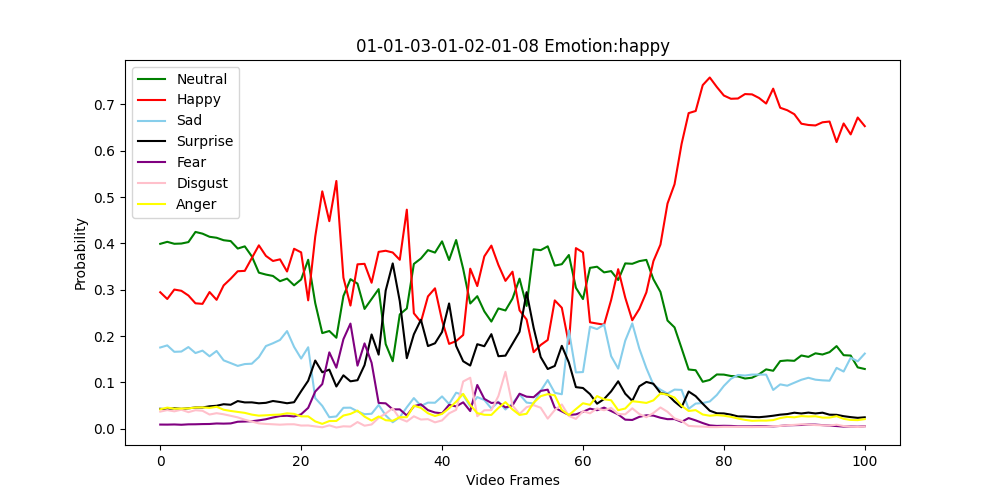 01-01-03-01-02-01-08 Emotion:happy
Neutral
Happy
Sad
Surprise
Fear
Disgust
Anger
Probability
0.7
0.6
0.5
0.4
0.3
0.2
0.1
0.0
0 20 40 60 80 100
Video Frames